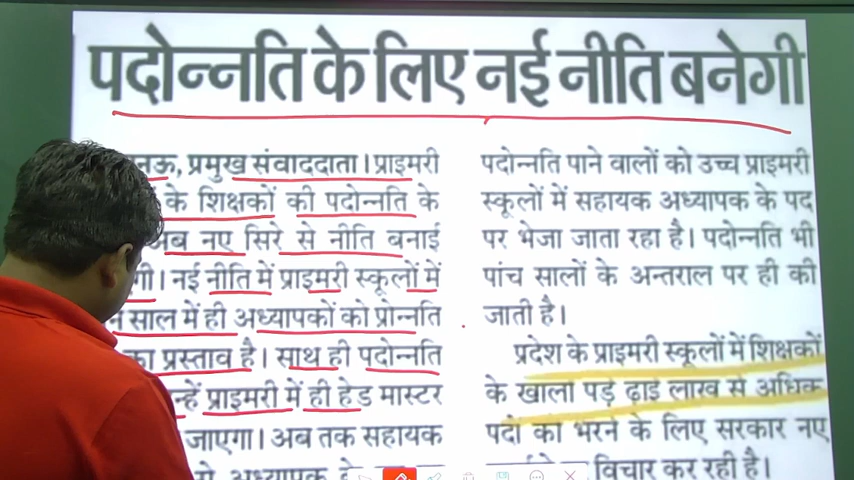 पदोन्नति के लिए नई नीति बनेगी
प्रमुख संवाददाता। प्राइमरी
के शिक्षकों की पदोन्नति के
अब नए सिरे से नीति बनाई
नई नीति में प्राइमरी स्कूलों में
साल में ही अध्यापकों को प्रोन्नति
का प्रस्ताव है। साथ ही पदोन्नति
प्राइमरी में ही हेड मास्टर
जाएगा। अब तक सहायक
पदोन्नति पाने वालों को उच्च प्राइमरी
स्कूलों में सहायक अध्यापक के पद
पर भेजा जाता रहा है। पदोन्नति भी
पांच सालों के अन्तराल पर ही की
जाती है।
प्रदेश के प्राइमरी स्कूलों में शिक्षकों
के खाली पड़े ढाई लाख से अधिक
पदों को भरने के लिए सरकार नए
विचार कर रही है।